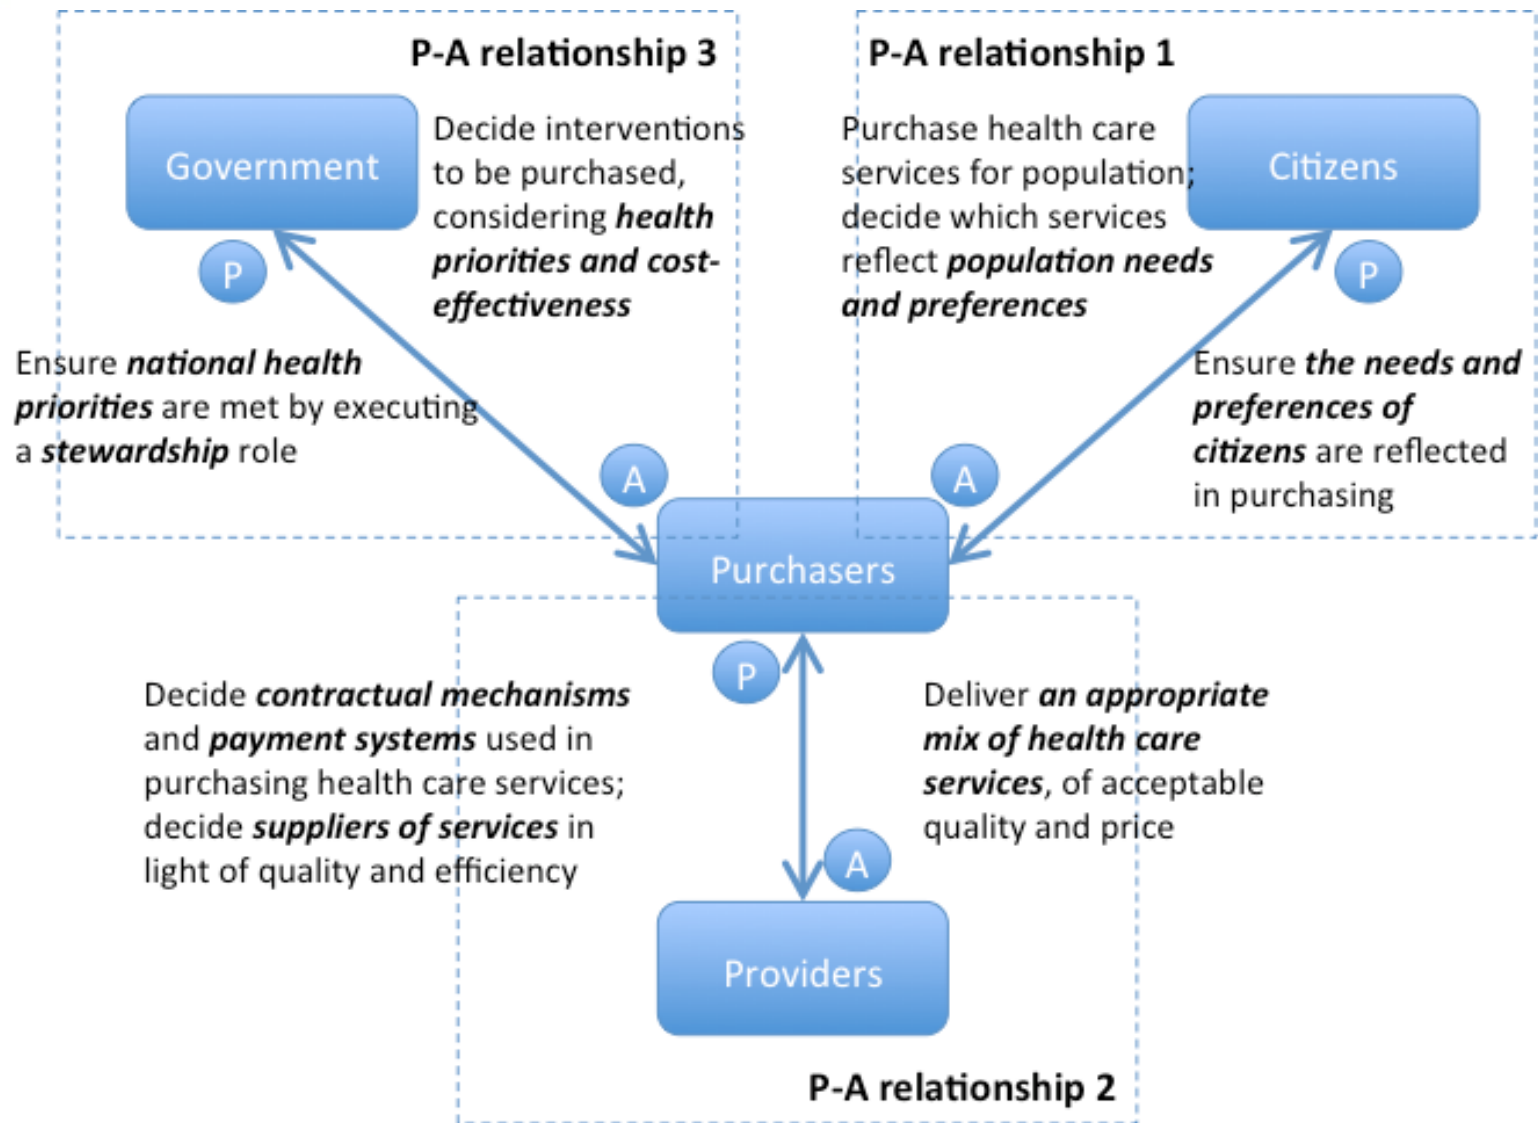 P-A relationship 3
Government
Decide interventions
to be purchased,
considering health
priorities and cost-
effectiveness
P
Ensure national health
priorities are met by executing
a stewardship role
A
P-A relationship 1
Purchase health care
services for population;
decide which services
reflect population needs
and preferences
Citizens
P
Ensure the needs and
preferences of
citizens are reflected
in purchasing
A
Purchasers
P
Decide contractual mechanisms
and payment systems used in
purchasing health care services;
decide suppliers of services in
light of quality and efficiency
Deliver an appropriate
mix of health care
services, of acceptable
quality and price
A
Providers
P-A relationship 2